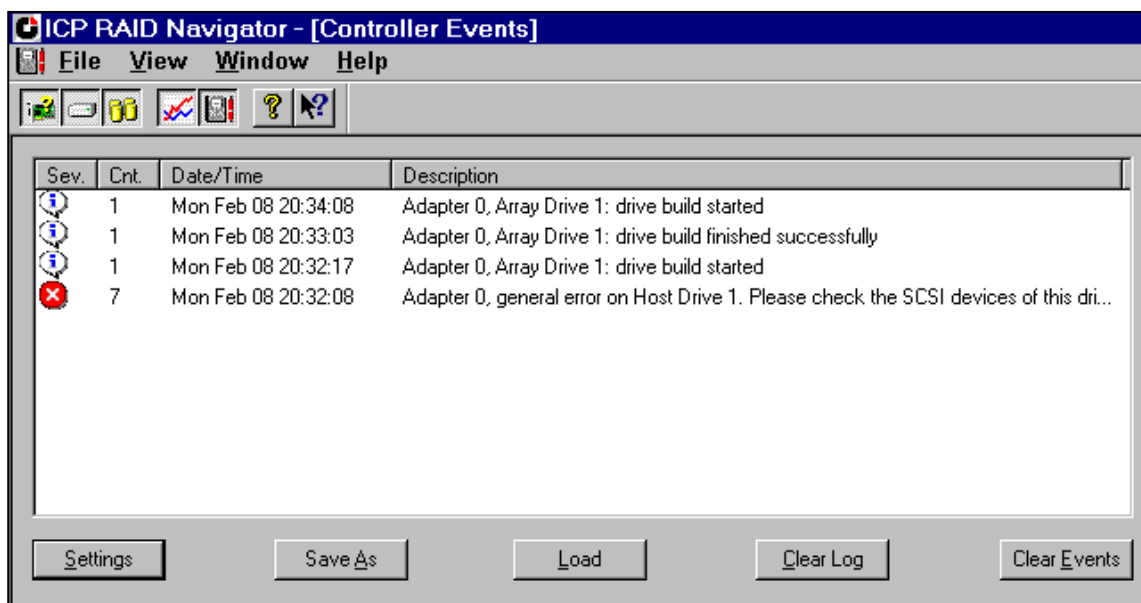 ICP RAID Navigator - [Controller Events]
File View Window Help
Sev. Cnt. Date/Time Description
1 Mon Feb 08 20:34:08 Adapter 0, Array Drive 1: drive build started
1 Mon Feb 08 20:33:03 Adapter 0, Array Drive 1: drive build finished successfully
1 Mon Feb 08 20:32:17 Adapter 0, Array Drive 1: drive build started
7 Mon Feb 08 20:32:08 Adapter 0, general error on Host Drive 1. Please check the SCSI devices of this dri...
Settings Save As Load Clear Log Clear Events